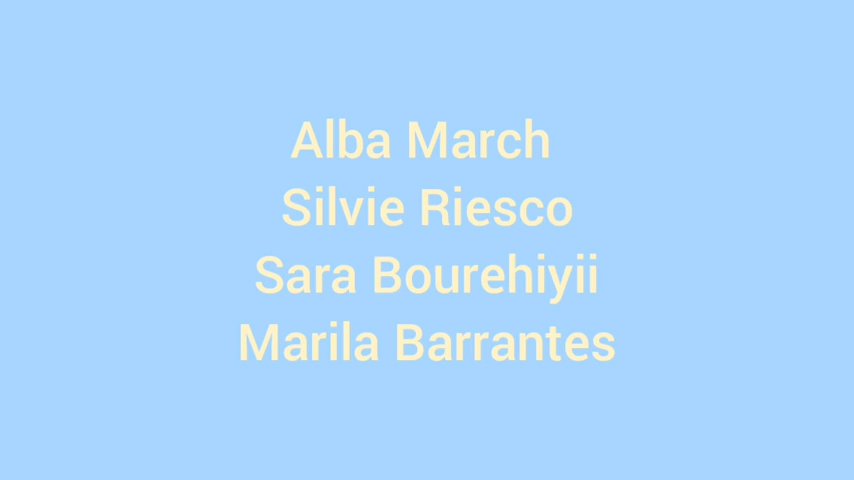 Alba March
Silvie Riesco
Sara Bourehiyii
Marila Barrantes